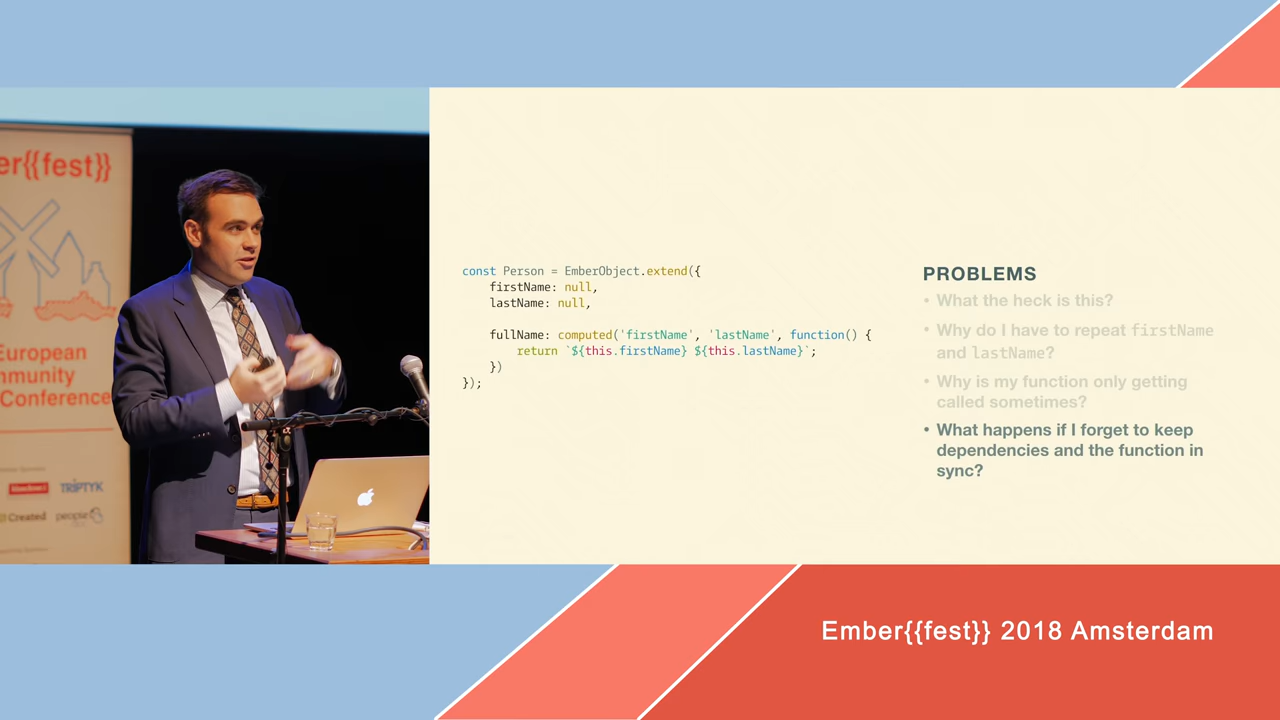 er{{fest}}
European
mmunity
Conference
TRIPTYK
Created
const Person = EmberObject.extend({
    firstName: null,
    lastName: null,
    fullName: computed('firstName', 'lastName', function() {
        return `${this.firstName} ${this.lastName}`;
    })
});
PROBLEMS
• What the heck is this?
• Why do I have to repeat firstName
and lastName?
• Why is my function only getting
called sometimes?
• What happens if I forget to keep
dependencies and the function in
sync?
Ember{{fest}} 2018 Amsterdam